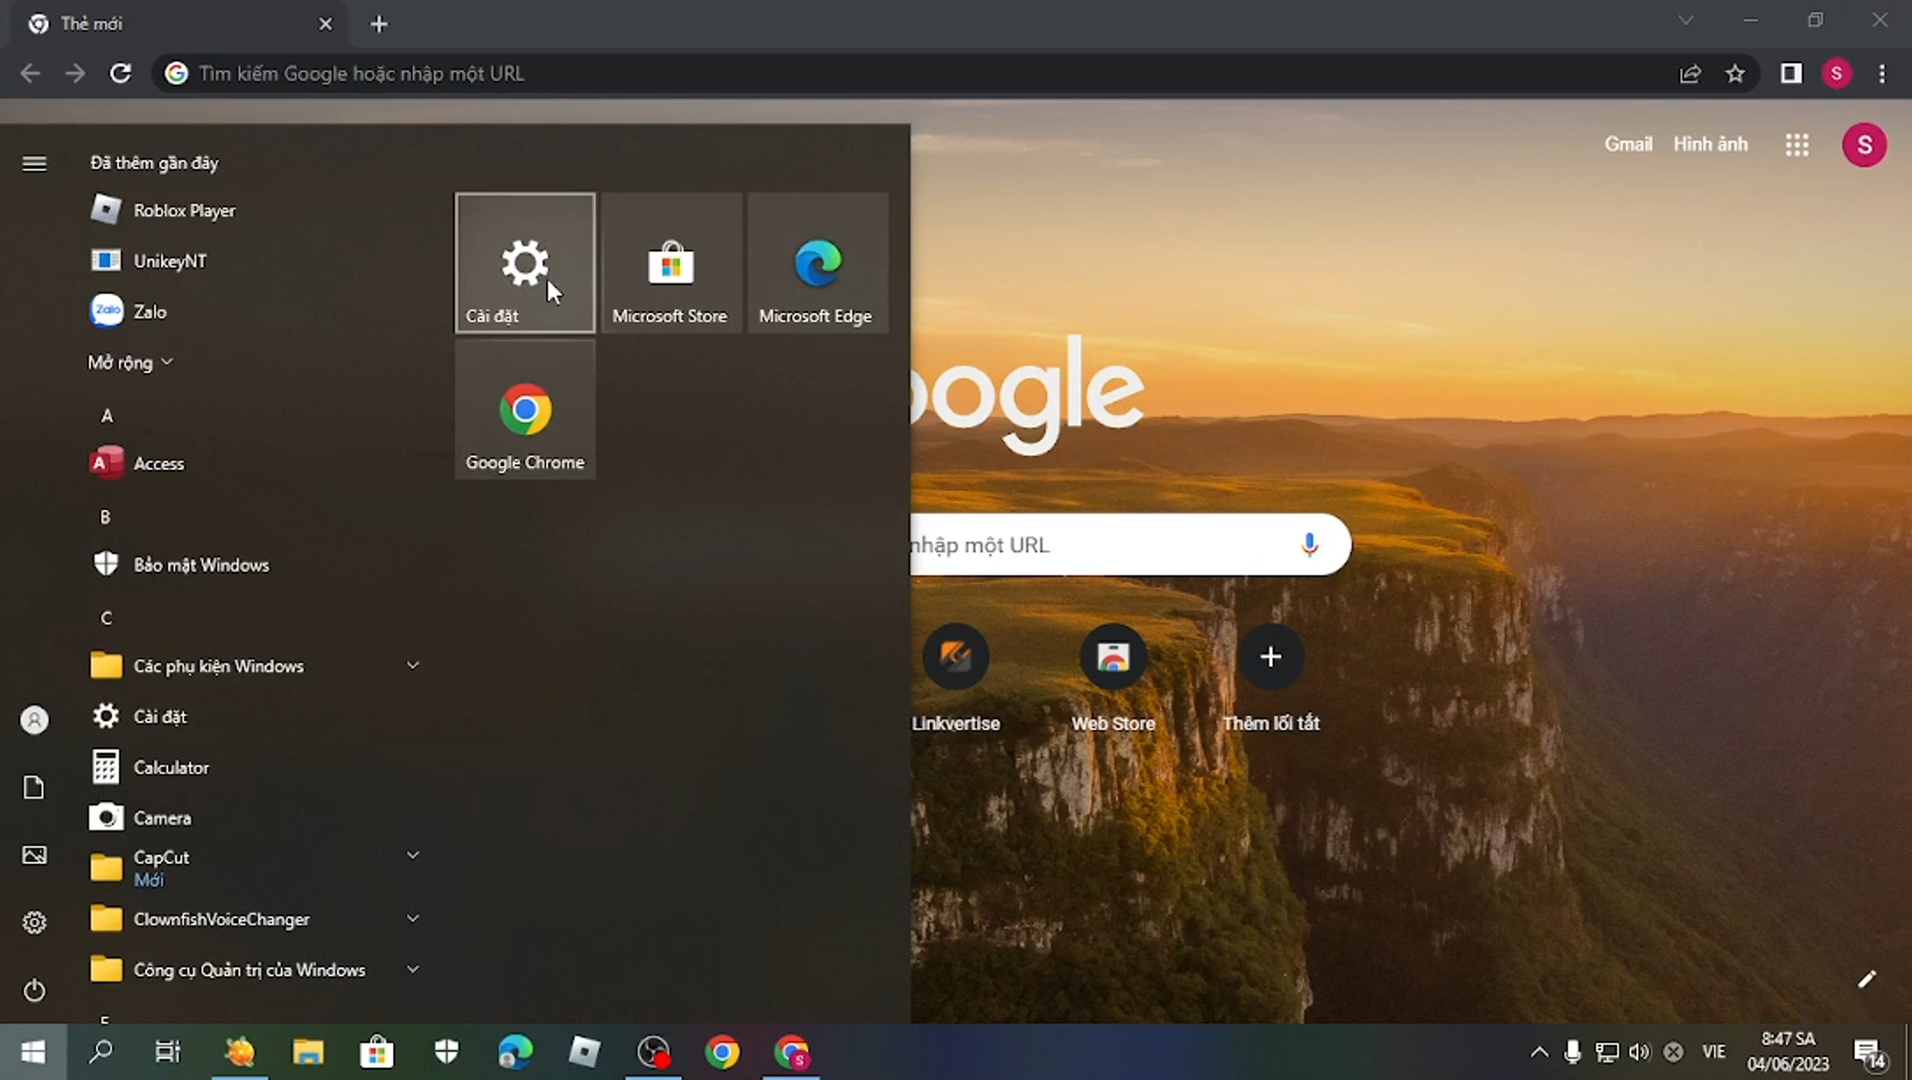 Thẻ mới
Tìm kiếm Google hoặc nhập một URL
S
Gmail
Hình ảnh
S
Đã thêm gần đây
Roblox Player
UnikeyNT
Zalo
Zalo
Mở rộng
A
A
Access
B
Bảo mật Windows
C
Các phụ kiện Windows
Cài đặt
Calculator
Camera
CapCut
Mới
ClownfishVoiceChanger
Công cụ Quản trị của Windows
Cài đặt
Microsoft Store
Microsoft Edge
Google Chrome
oogle
nhập một URL
Linkvertise
Web Store
Thêm lối tắt
S
VIE
8:47 SA
04/06/2023
14